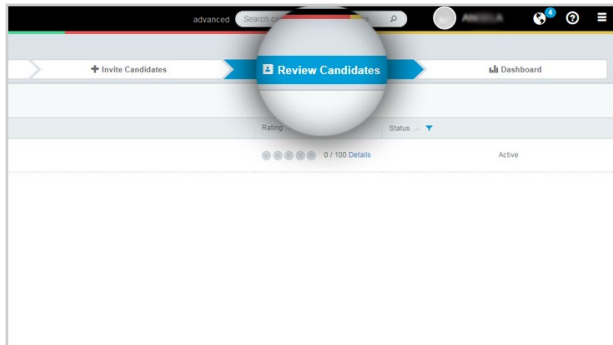 advanced Search 4
Invite Candidates Review Candidates Dashboard
Rating Status
0 / 100 Details Active